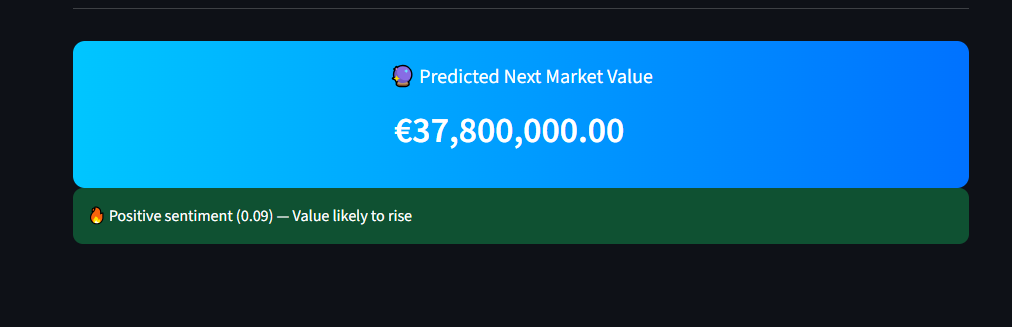 🔮 Predicted Next Market Value
€37,800,000.00
🔥 Positive sentiment (0.09) — Value likely to rise